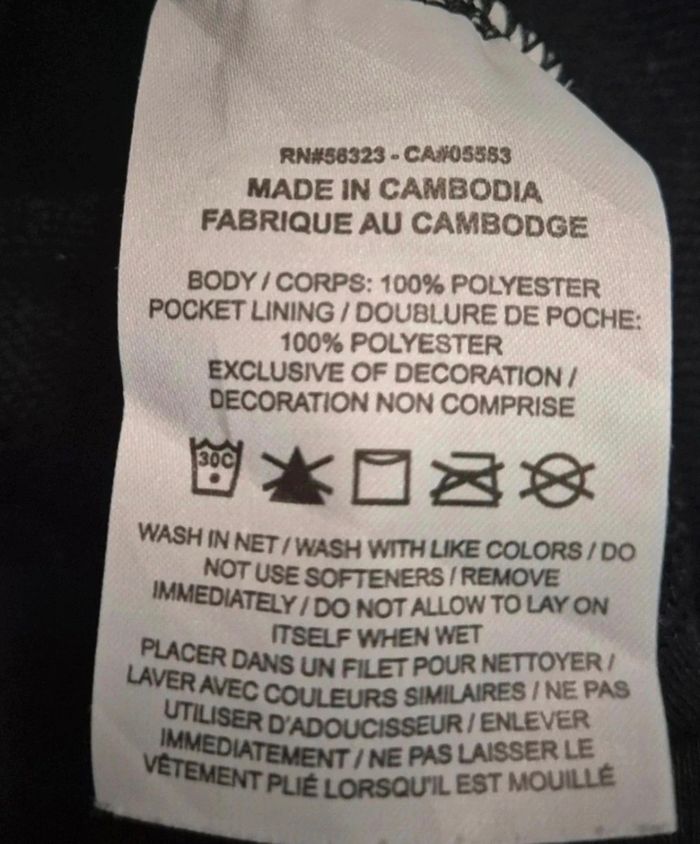 RN#56323 - CA#05553
MADE IN CAMBODIA
FABRIQUE AU CAMBODGE
BODY / CORPS: 100% POLYESTER
POCKET LINING / DOUBLURE DE POCHE:
100% POLYESTER
EXCLUSIVE OF DECORATION /
DECORATION NON COMPRISE
30C
WASH IN NET / WASH WITH LIKE COLORS / DO
NOT USE SOFTENERS / REMOVE
IMMEDIATELY / DO NOT ALLOW TO LAY ON
ITSELF WHEN WET
PLACER DANS UN FILET POUR NETTOYER /
LAVER AVEC COULEURS SIMILAIRES / NE PAS
UTILISER D'ADOUCISSEUR / ENLEVER
IMMEDIATEMENT / NE PAS LAISSER LE
VÊTEMENT PLIÉ LORSQU'IL EST MOUILLÉ